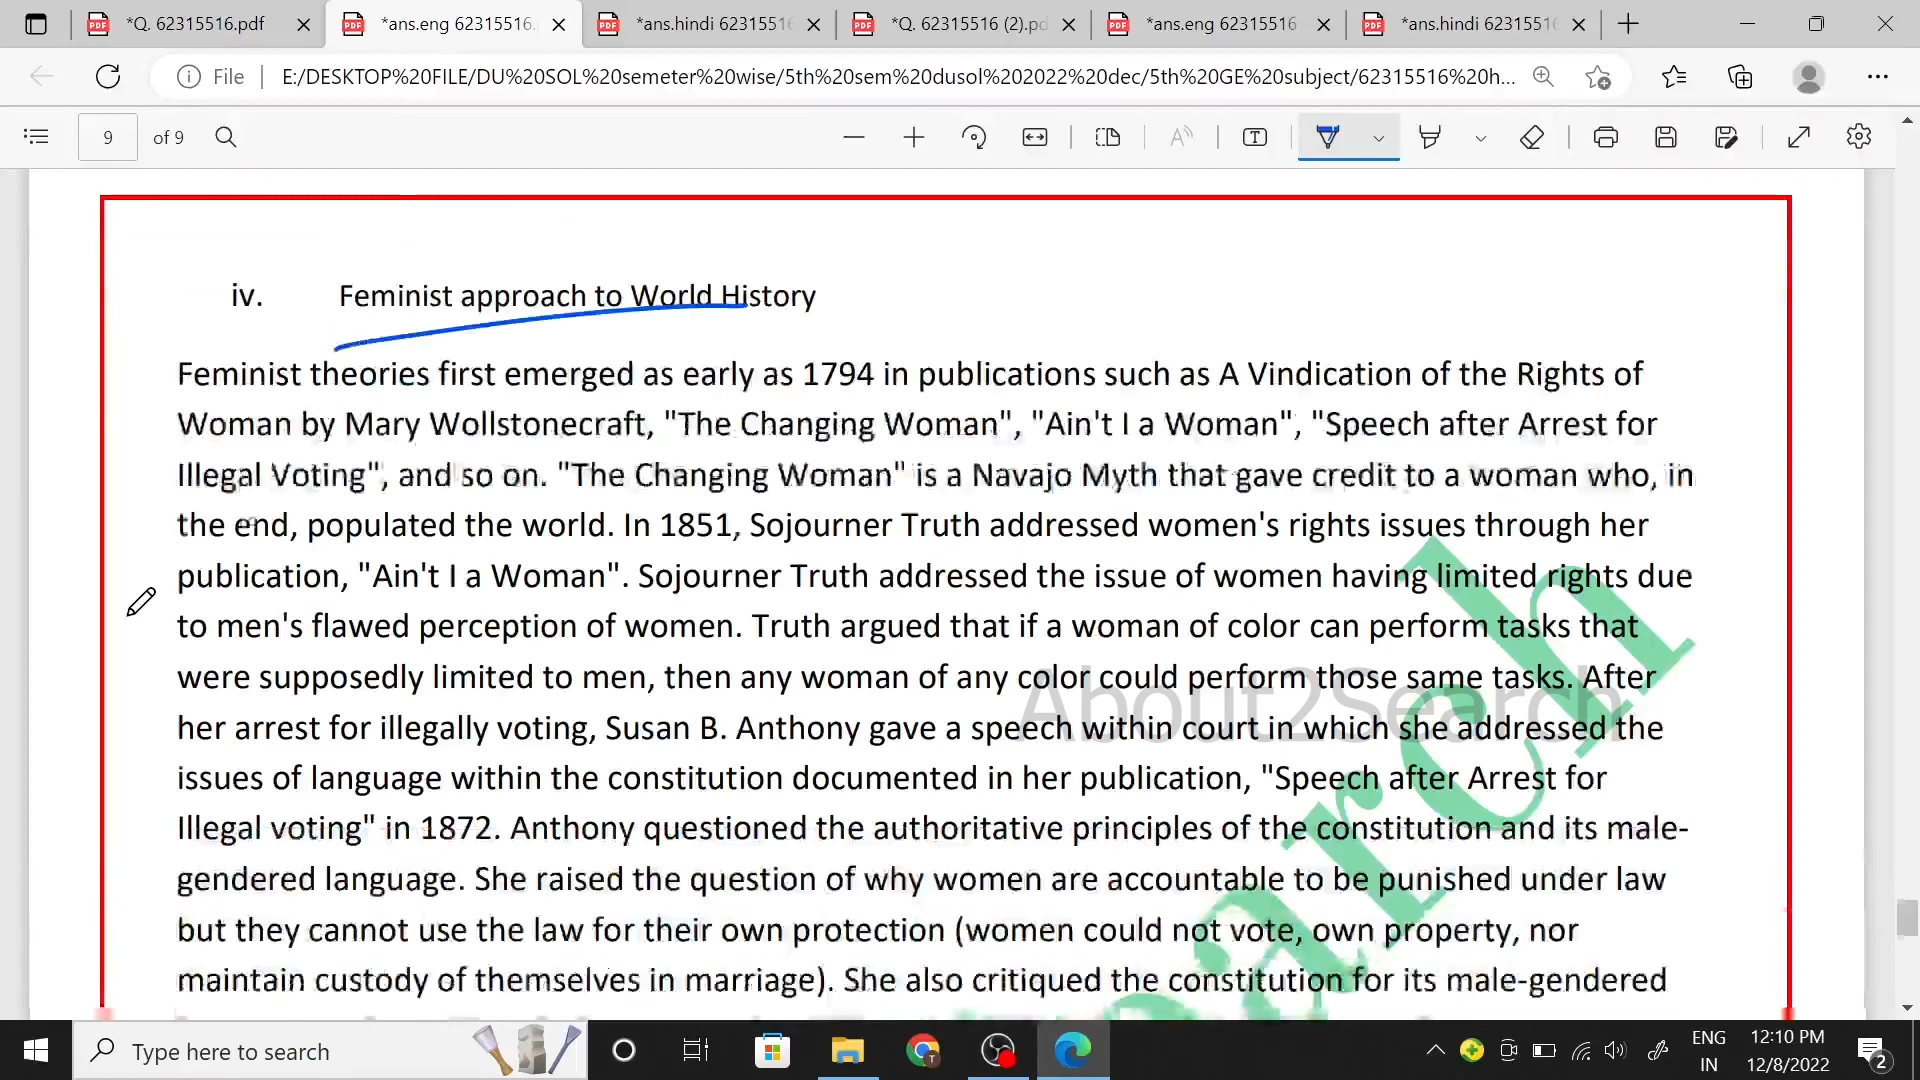 *Q. 62315516.pdf
*ans.eng 62315516.
*ans.hindi 62315516
*Q. 62315516 (2).pd
*ans.eng 62315516
*ans.hindi 62315516
File
E:/DESKTOP%20FILE/DU%20SOL%20semeter%20wise/5th%20sem%20dusol%202022%20dec/5th%20GE%20subject/62315516%20h...
9 of 9
iv. Feminist approach to World History
Feminist theories first emerged as early as 1794 in publications such as A Vindication of the Rights of
Woman by Mary Wollstonecraft, "The Changing Woman", "Ain't I a Woman", "Speech after Arrest for
Illegal Voting", and so on. "The Changing Woman" is a Navajo Myth that gave credit to a woman who, in
the end, populated the world. In 1851, Sojourner Truth addressed women's rights issues through her
publication, "Ain't I a Woman". Sojourner Truth addressed the issue of women having limited rights due
to men's flawed perception of women. Truth argued that if a woman of color can perform tasks that
were supposedly limited to men, then any woman of any color could perform those same tasks. After
her arrest for illegally voting, Susan B. Anthony gave a speech within court in which she addressed the
issues of language within the constitution documented in her publication, "Speech after Arrest for
Illegal voting" in 1872. Anthony questioned the authoritative principles of the constitution and its male-
gendered language. She raised the question of why women are accountable to be punished under law
but they cannot use the law for their own protection (women could not vote, own property, nor
maintain custody of themselves in marriage). She also critiqued the constitution for its male-gendered
About2Search
arch
Type here to search
ENG
IN
12:10 PM
12/8/2022
2